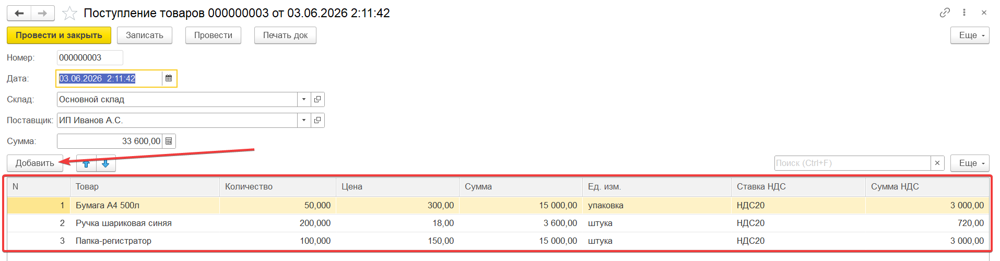 Поступление товаров 000000003 от 03.06.2026 2:11:42
Провести и закрыть Записать Провести Печать док Еще
Номер: 000000003
Дата: 03.06.2026 2:11:42
Склад: Основной склад
Поставщик: ИП Иванов А.С.
Сумма: 33 600,00
Добавить Поиск (Ctrl+F) Еще
N Товар Количество Цена Сумма Ед. изм. Ставка НДС Сумма НДС
1 Бумага А4 500л 50,000 300,00 15 000,00 упаковка НДС20 3 000,00
2 Ручка шариковая синяя 200,000 18,00 3 600,00 штука НДС20 720,00
3 Папка-регистратор 100,000 150,00 15 000,00 штука НДС20 3 000,00